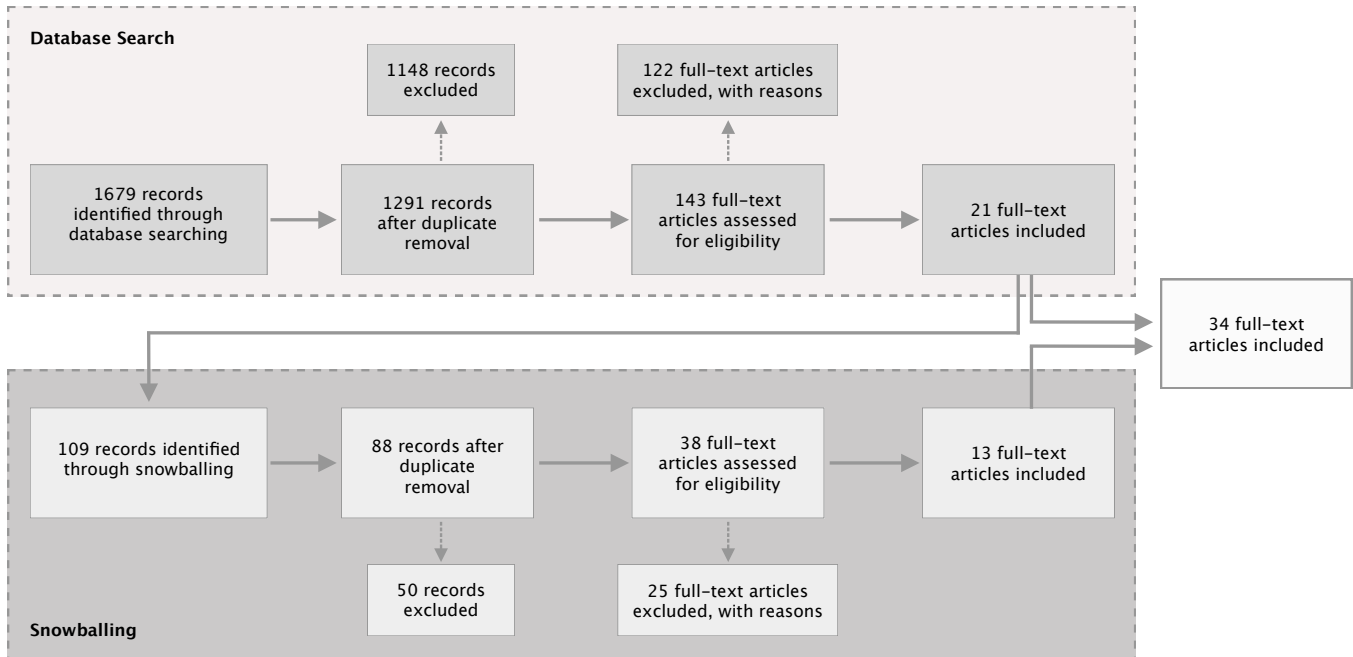 Database Search
1148 records
excluded
122 full-text articles
excluded, with reasons
1679 records
identified through
database searching
1291 records
after duplicate
removal
143 full-text
articles assessed
for eligibility
21 full-text
articles included
34 full-text
articles included
109 records identified
through snowballing
88 records after
duplicate
removal
38 full-text
articles assessed
for eligibility
13 full-text
articles included
50 records
excluded
25 full-text articles
excluded, with reasons
Snowballing